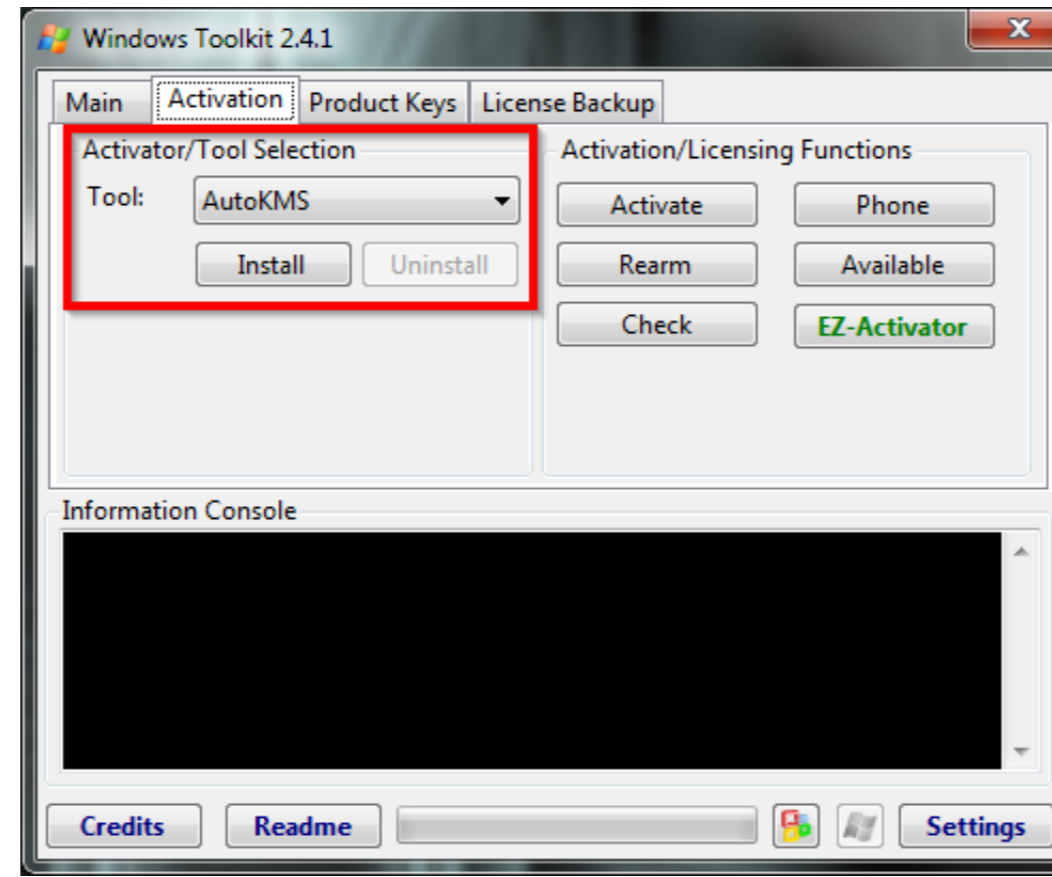 Windows Toolkit 2.4.1
x
Main Activation Product Keys License Backup
Activator/Tool Selection
Tool: AutoKMS
Install Uninstall
Activation/Licensing Functions
Activate Phone
Rearm Available
Check EZ-Activator
Information Console
Credits Readme Settings